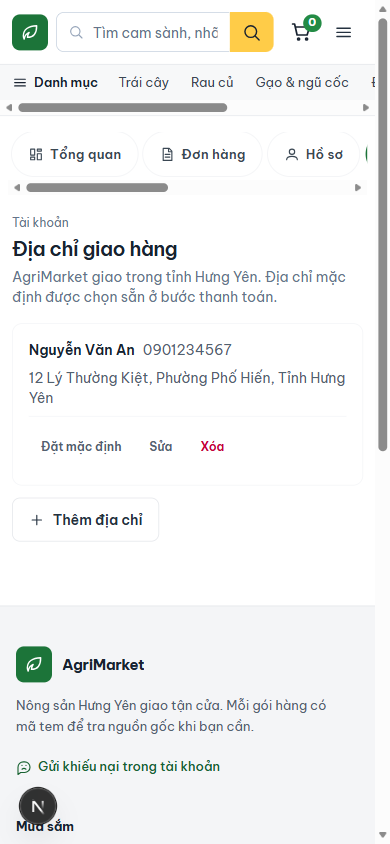 Tìm cam sành, nhã
0
Danh mục Trái cây Rau củ Gạo & ngũ cốc
Tổng quan Đơn hàng Hồ sơ
Tài khoản
Địa chỉ giao hàng
AgriMarket giao trong tỉnh Hưng Yên. Địa chỉ mặc
định được chọn sẵn ở bước thanh toán.
Nguyễn Văn An 0901234567
12 Lý Thường Kiệt, Phường Phố Hiến, Tỉnh Hưng
Yên
Đặt mặc định Sửa Xóa
Thêm địa chỉ
AgriMarket
Nông sản Hưng Yên giao tận cửa. Mỗi gói hàng có
mã tem để tra nguồn gốc khi bạn cần.
Gửi khiếu nại trong tài khoản
N
Mua sắm